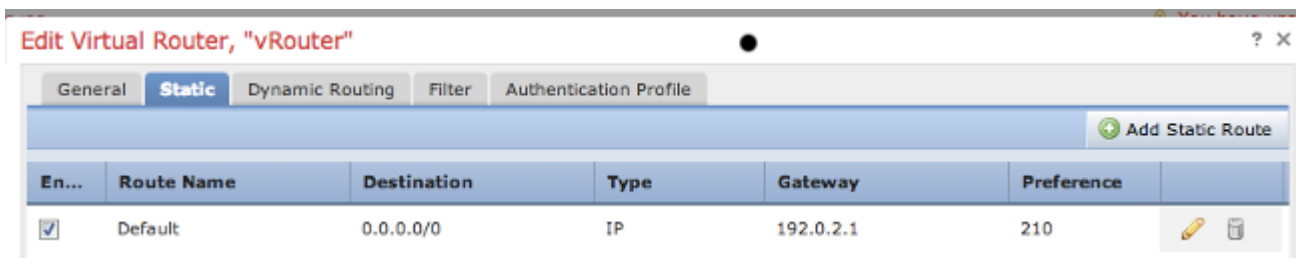 Edit Virtual Router, "vRouter"
? X
General Static Dynamic Routing Filter Authentication Profile
Add Static Route
En... Route Name Destination Type Gateway Preference
Default 0.0.0.0/0 IP 192.0.2.1 210